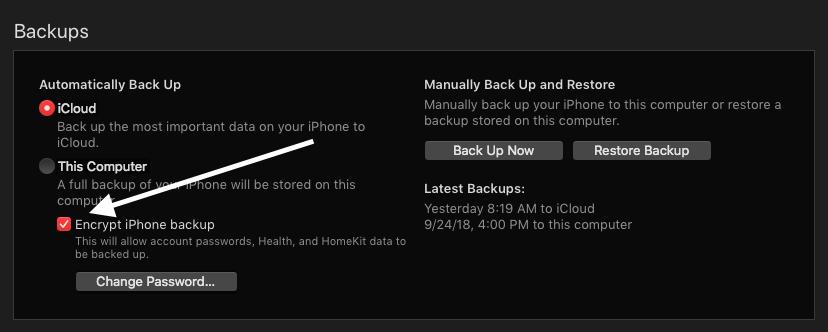 Backups
Automatically Back Up
iCloud
Back up the most important data on your iPhone to
iCloud.
This Computer
A full backup of your iPhone will be stored on this
computer.
Encrypt iPhone backup
This will allow account passwords, Health, and HomeKit data to
be backed up.
Change Password...
Manually Back Up and Restore
Manually back up your iPhone to this computer or restore a
backup stored on this computer.
Back Up Now
Restore Backup
Latest Backups:
Yesterday 8:19 AM to iCloud
9/24/18, 4:00 PM to this computer